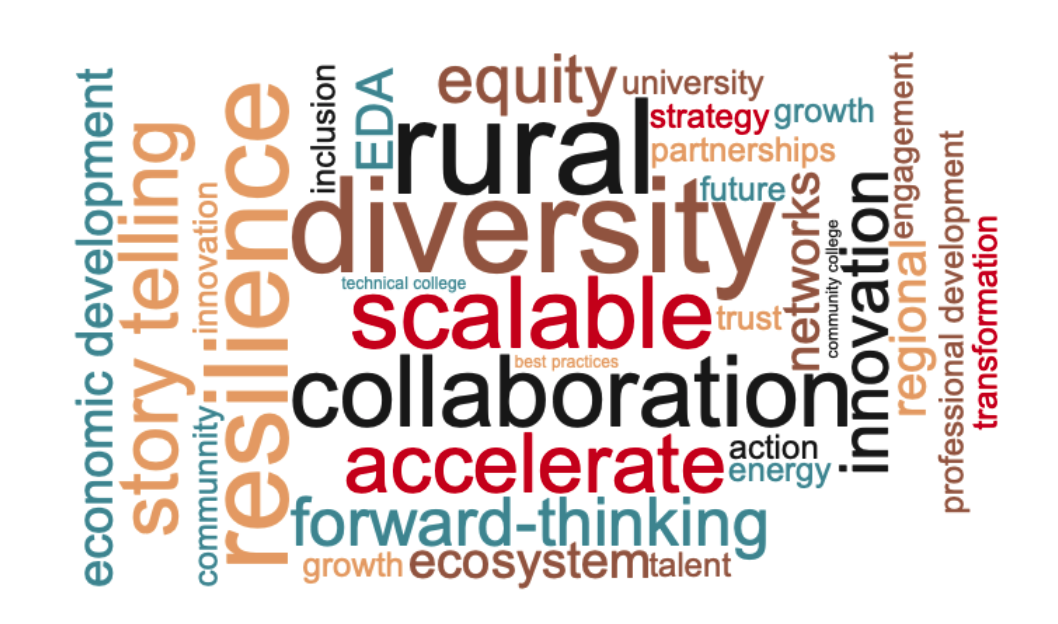 economic development
story telling
innovation
communnity
resilience
inclusion
EDA
equity
university
rural
strategy
growth
partnerships
diversity
future
technical college
scalable
trust
networks
community college
innovation
engagement
regional
professional development
transformation
best practices
collaboration
accelerate
action
energy
forward-thinking
growth
ecosystem
talent